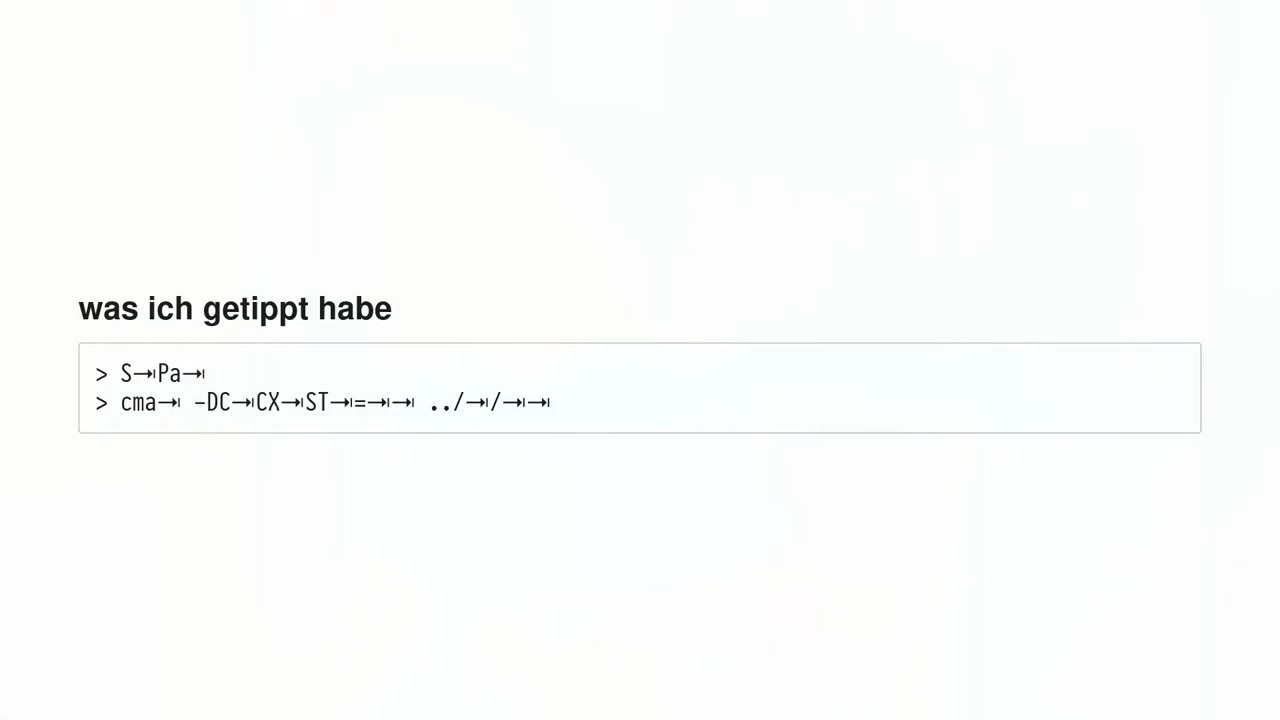 was ich getippt habe
> S⇥Pa⇥
> cma⇥ -DC⇥CX⇥ST⇥=⇥⇥ ../⇥/⇥⇥